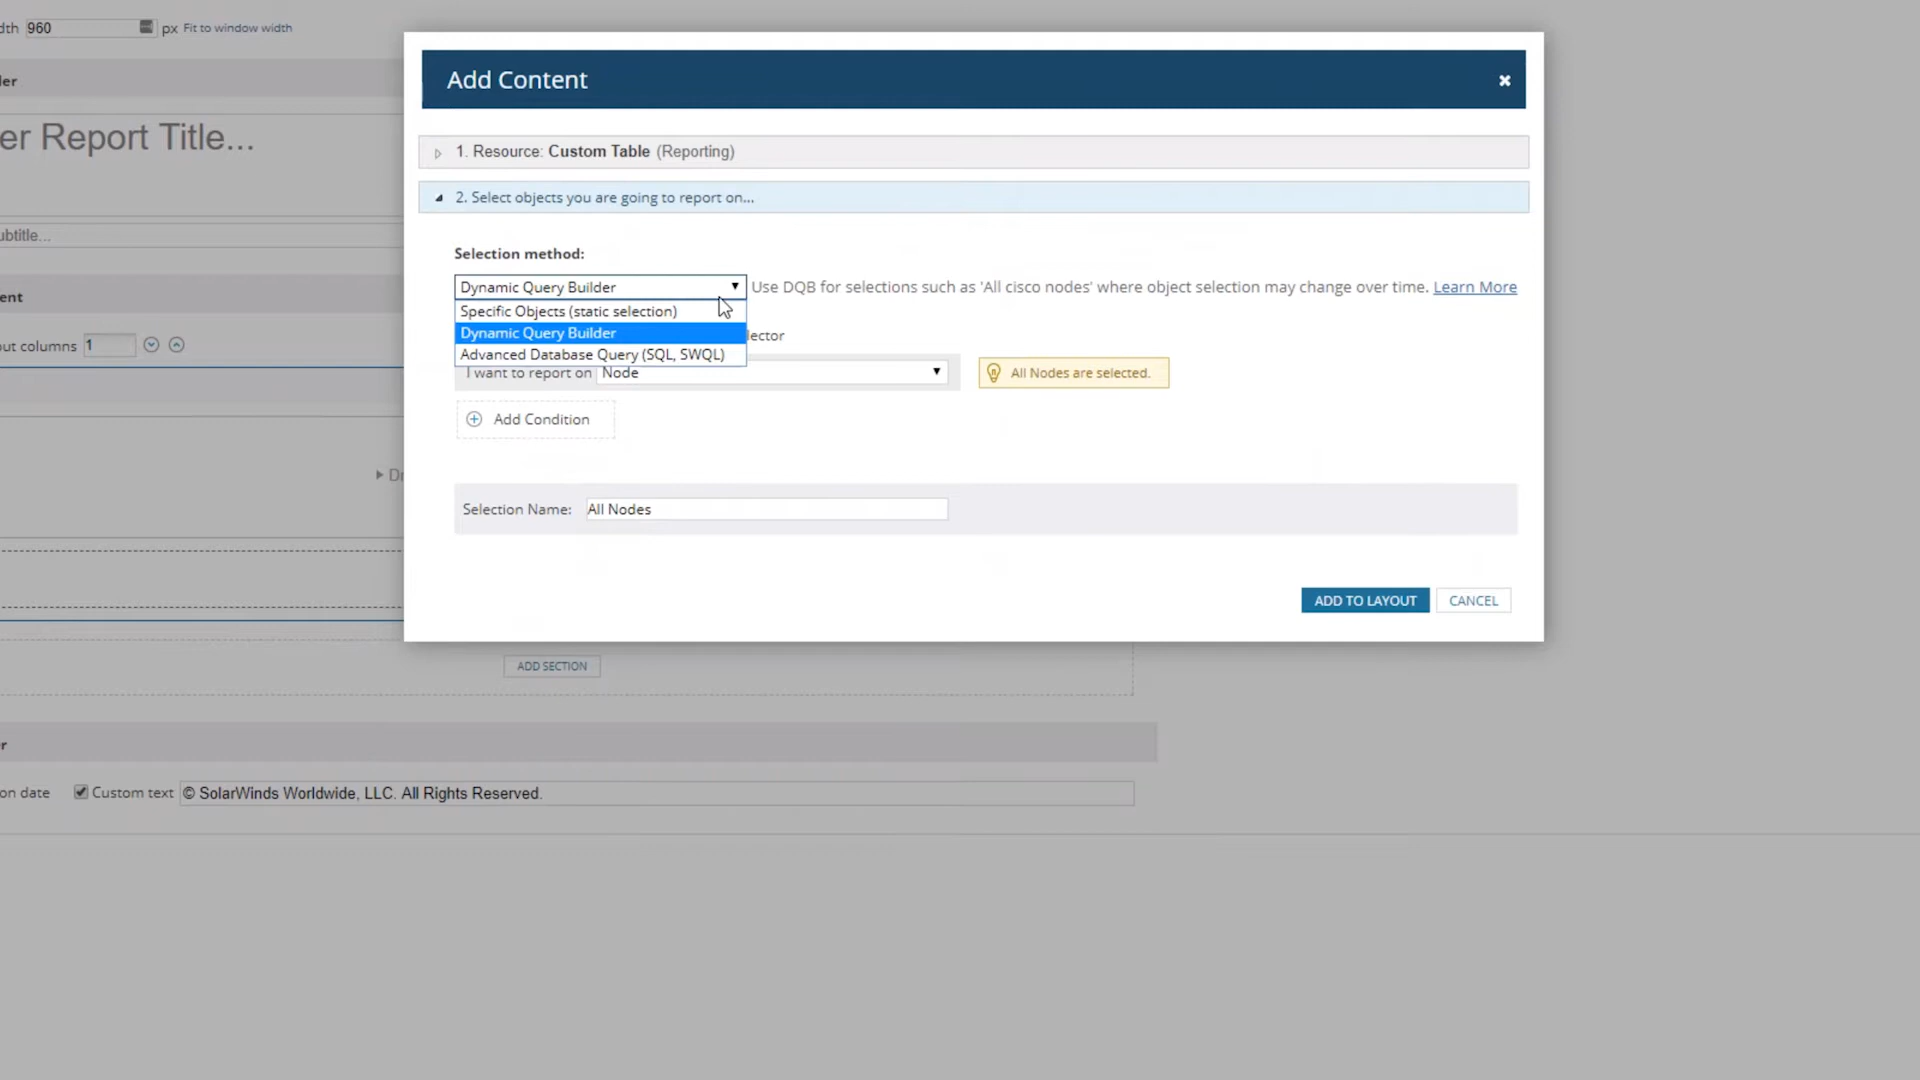 dth 960 px Fit to window width
der
Add Content
er Report Title...
1. Resource: Custom Table (Reporting)
2. Select objects you are going to report on...
ubtitle...
Selection method:
Dynamic Query Builder
Use DQB for selections such as 'All cisco nodes' where object selection may change over time. Learn More
ent
Specific Objects (static selection)
Dynamic Query Builder
lector
out columns 1
Advanced Database Query (SQL, SWQL)
I want to report on Node
All Nodes are selected.
Add Condition
Dr
Selection Name: All Nodes
ADD TO LAYOUT CANCEL
ADD SECTION
r
on date Custom text © SolarWinds Worldwide, LLC. All Rights Reserved.